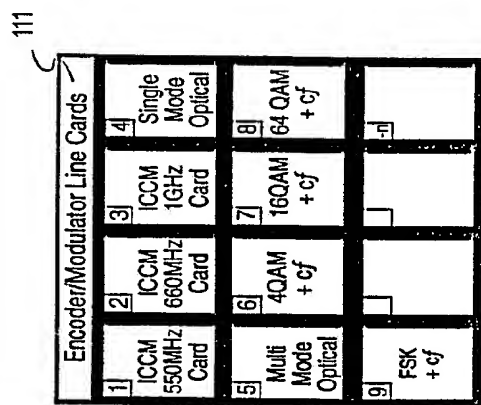 111
Encoder/Modulator Line Cards
1
ICCM
550MHz
Card
2
ICCM
660MHz
Card
3
ICCM
1GHz
Card
4
Single
Mode
Optical
5
Multi
Mode
Optical
6
4QAM
+ cf
7
16QAM
+ cf
8
64 QAM
+ cf
9
FSK
+ cf
-n